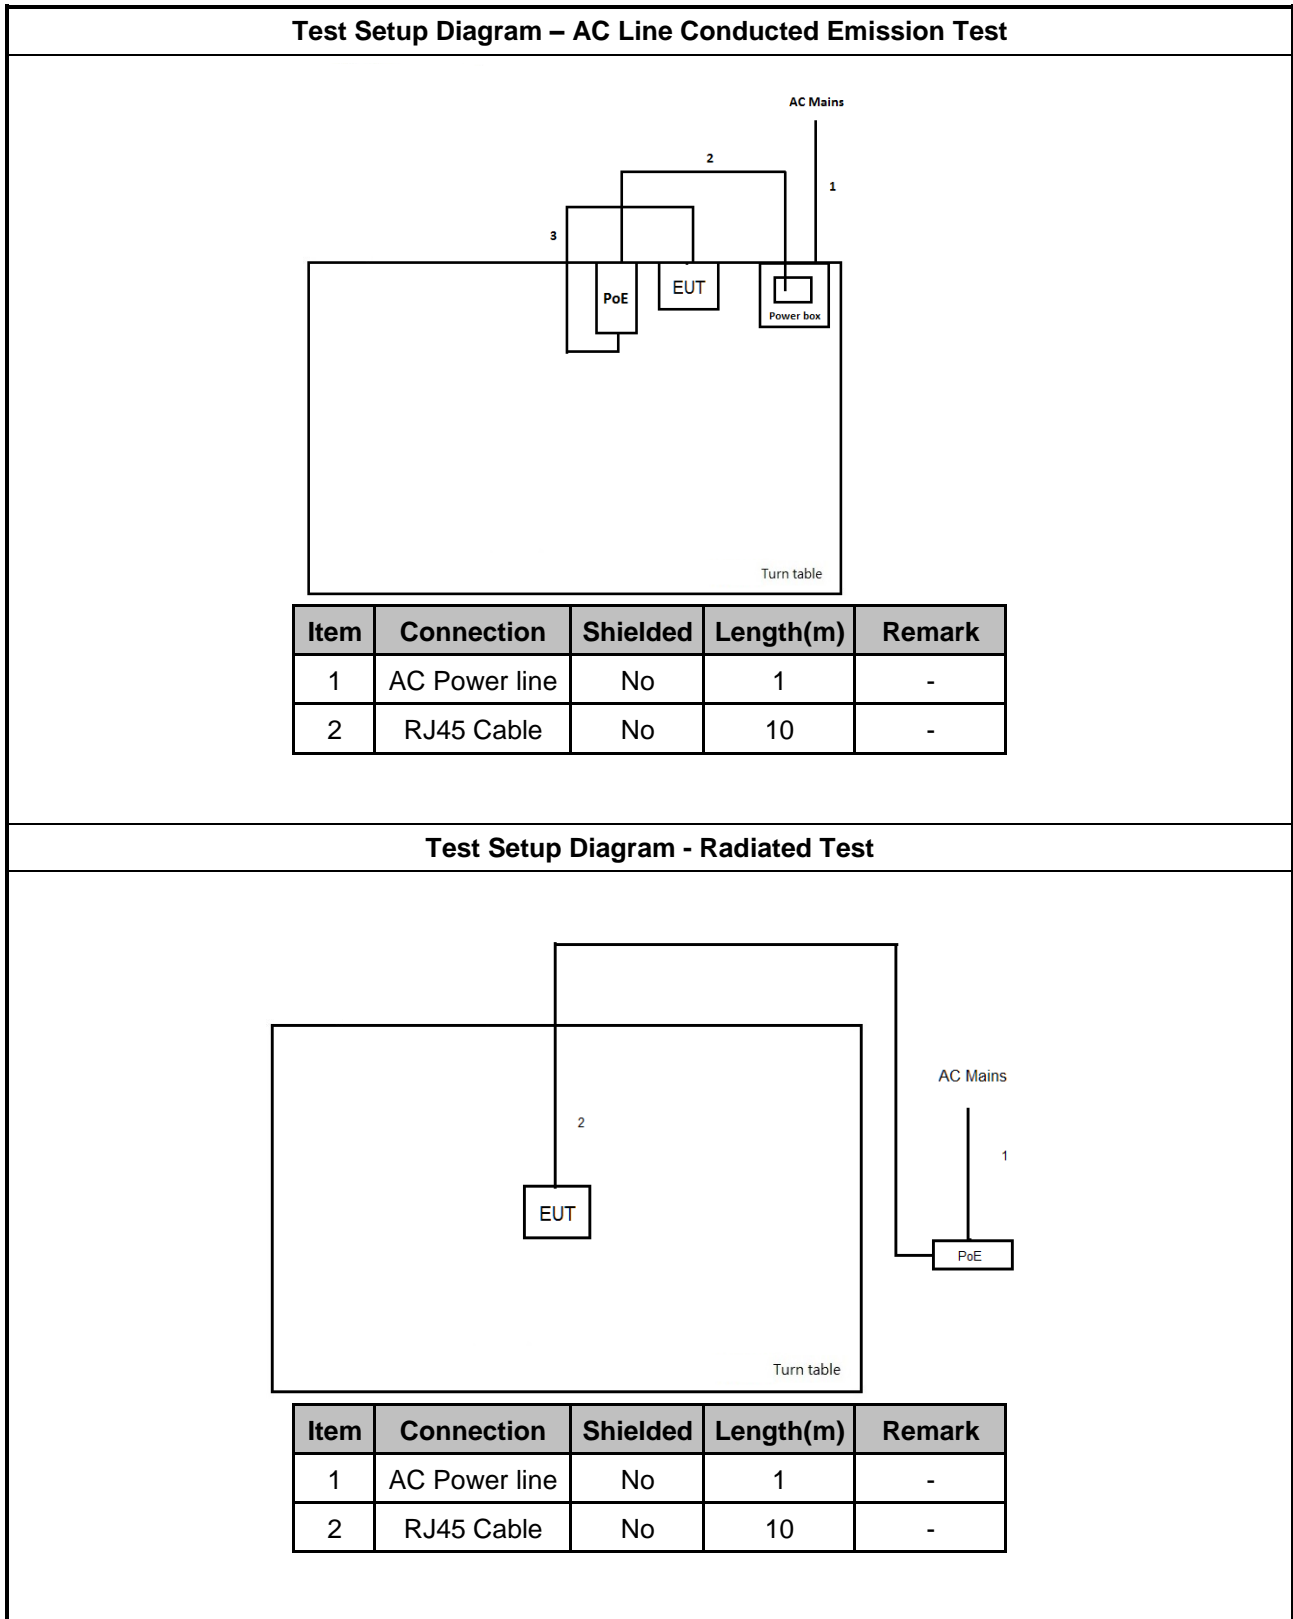 Test Setup Diagram – AC Line Conducted Emission Test
AC Mains
2
1
3
PoE
EUT
Power box
Turn table
Item Connection Shielded Length(m) Remark
1 AC Power line No 1 -
2 RJ45 Cable No 10 -
Test Setup Diagram - Radiated Test
AC Mains
2
1
EUT
PoE
Turn table
Item Connection Shielded Length(m) Remark
1 AC Power line No 1 -
2 RJ45 Cable No 10 -